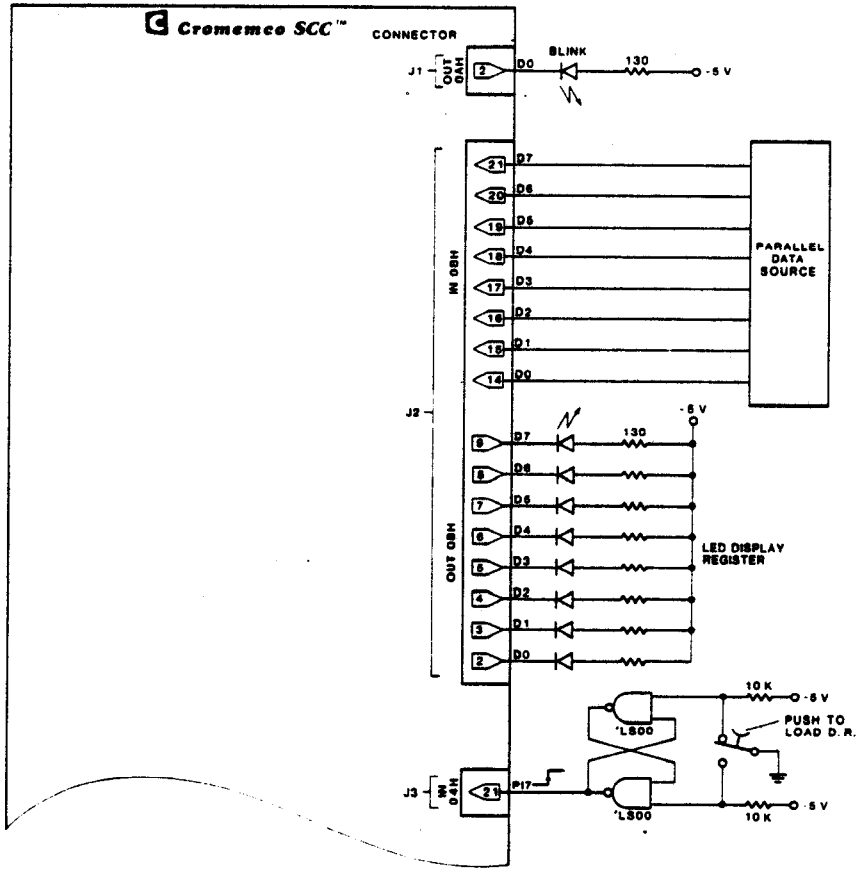 C Cromemco SCC™
CONNECTOR
J1
OUT 0AH
2
D0
BLINK
130
-5 V
J2
IN 08H
21 D7
20 D6
19 D5
18 D4
17 D3
16 D2
15 D1
14 D0
PARALLEL
DATA
SOURCE
-5 V
OUT 08H
9 D7
130
8 D6
7 D5
6 D4
5 D3
4 D2
3 D1
2 D0
LED DISPLAY
REGISTER
10 K
-5 V
'LS00
PUSH TO
LOAD D.R.
J3
IN 04H
21
PI7
'LS00
10 K
-5 V